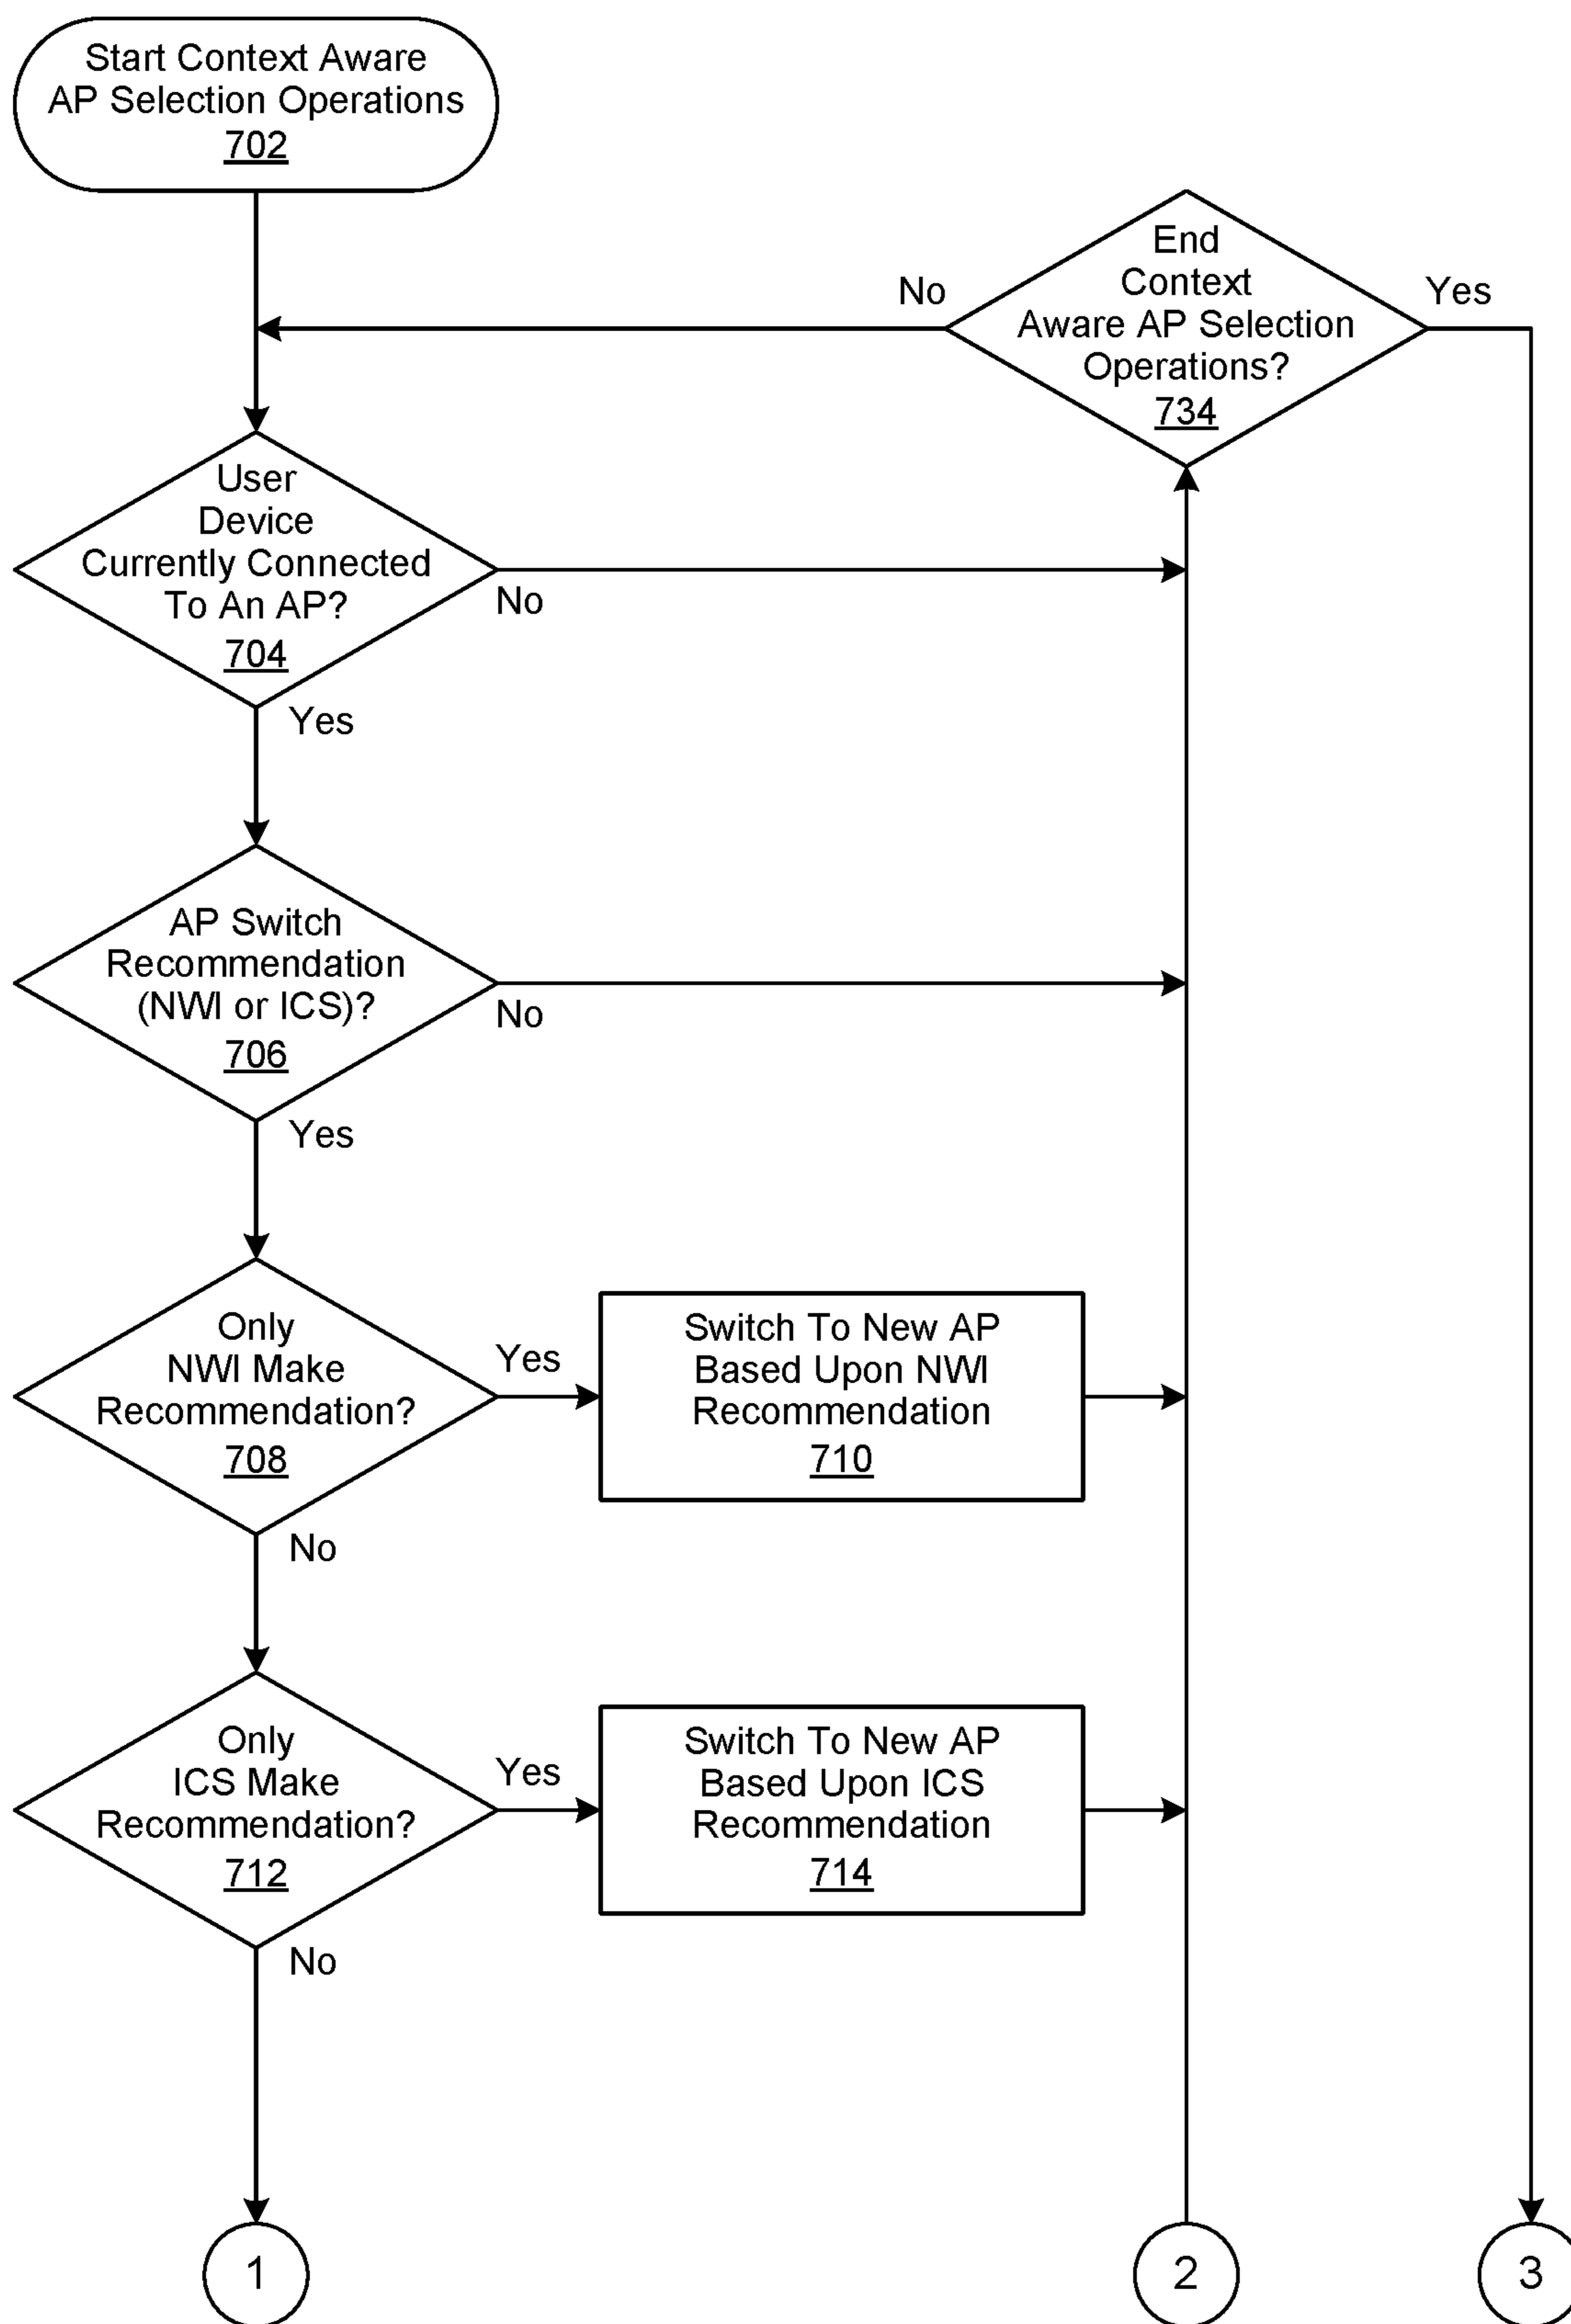 Start Context Aware
AP Selection Operations
702
End
Context
Aware AP Selection
Operations?
734
No
Yes
User
Device
Currently Connected
To An AP?
704
No
Yes
AP Switch
Recommendation
(NWI or ICS)?
706
No
Yes
Only
NWI Make
Recommendation?
708
Yes
No
Switch To New AP
Based Upon NWI
Recommendation
710
Only
ICS Make
Recommendation?
712
Yes
No
Switch To New AP
Based Upon ICS
Recommendation
714
1
2
3